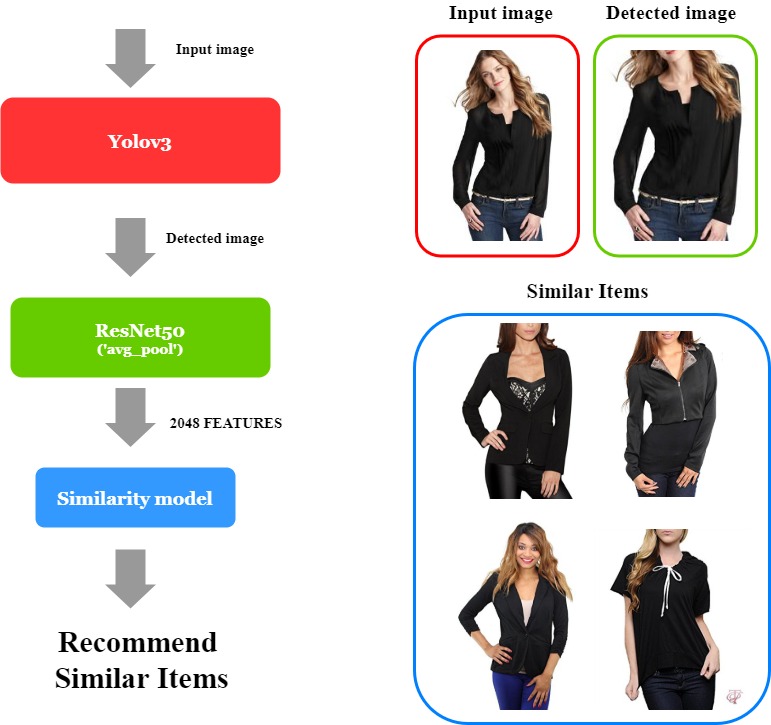 Input image
Yolov3
Detected image
ResNet50
('avg_pool')
2048 FEATURES
Similarity model
Recommend
Similar Items
Input image
Detected image
Similar Items